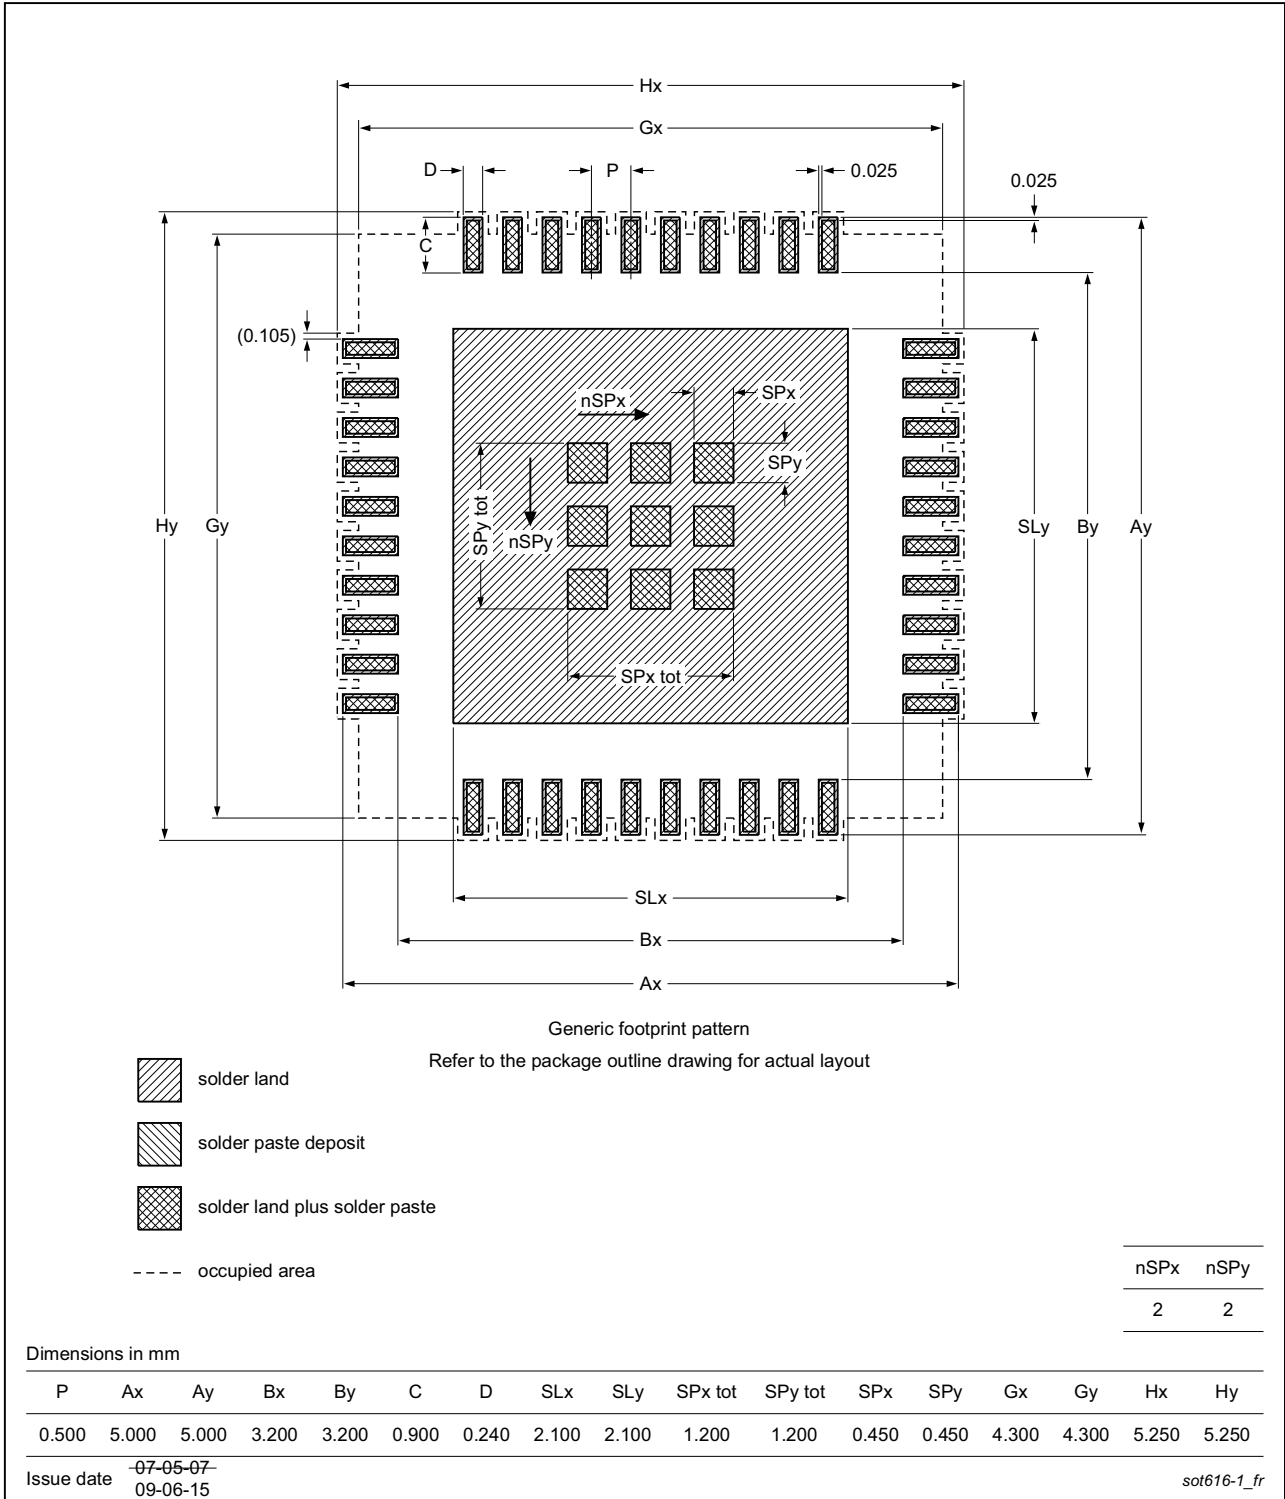 Hx
Gx
D
P
0.025
0.025
C
(0.105)
nSPx
SPx
SPy
SPy tot
nSPy
SPx tot
Hy
Gy
SLy
By
Ay
SLx
Bx
Ax
Generic footprint pattern
Refer to the package outline drawing for actual layout
solder land
solder paste deposit
solder land plus solder paste
occupied area
nSPx nSPy
2 2
Dimensions in mm
P Ax Ay Bx By C D SLx SLy SPx tot SPy tot SPx SPy Gx Gy Hx Hy
0.500 5.000 5.000 3.200 3.200 0.900 0.240 2.100 2.100 1.200 1.200 0.450 0.450 4.300 4.300 5.250 5.250
Issue date 07-05-07
09-06-15
sot616-1_fr